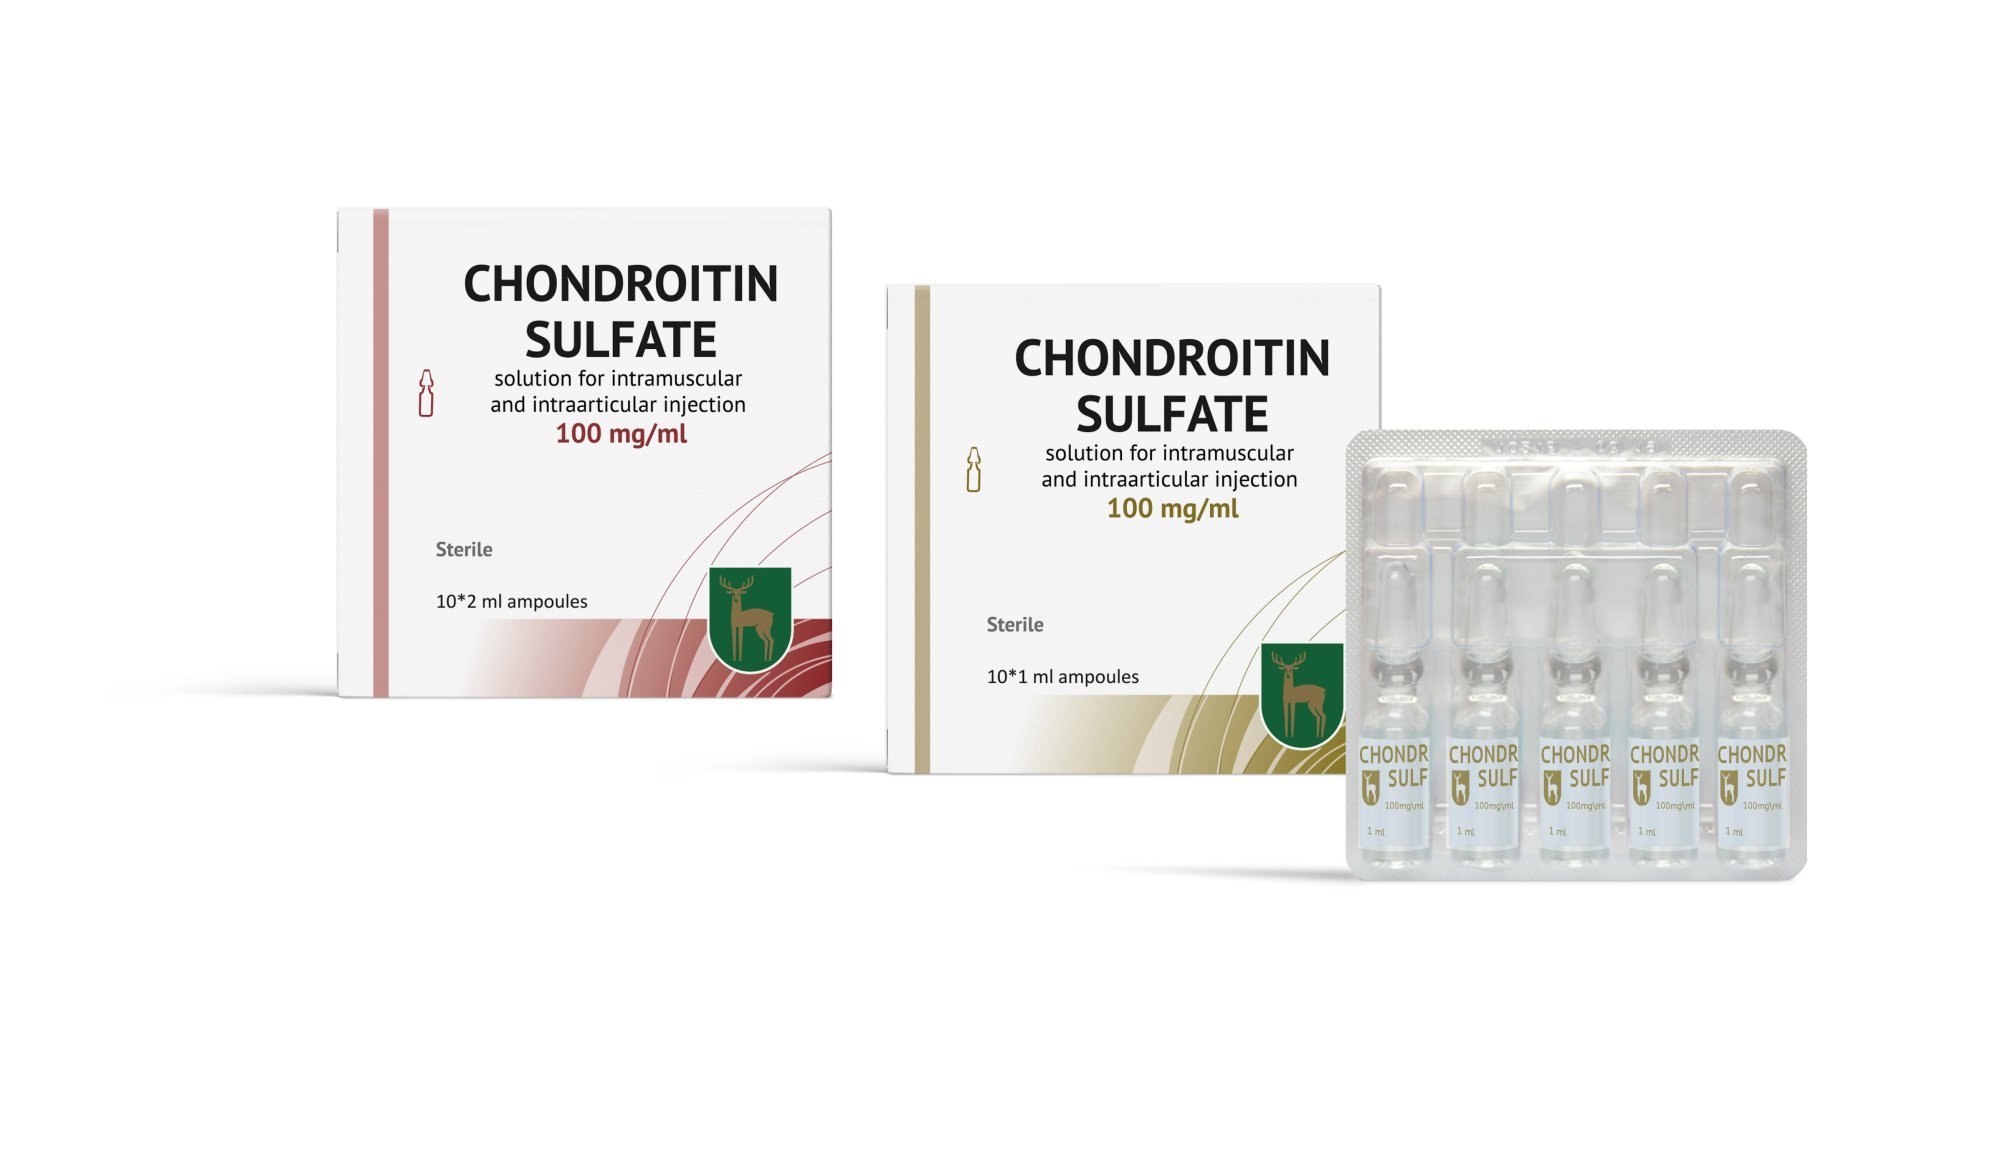 CHONDROITIN
SULFATE
solution for intramuscular
and intraarticular injection
100 mg/ml
Sterile
10*2 ml ampoules
CHONDROITIN
SULFATE
solution for intramuscular
and intraarticular injection
100 mg/ml
Sterile
10*1 ml ampoules
CHONDR
SULF
100mg\ml
1 ml
CHONDR
SULF
100mg\ml
1 ml
CHONDR
SULF
100mg\ml
1 ml
CHONDR
SULF
100mg\ml
1 ml
CHONDR
SULF
100mg\ml
1 ml